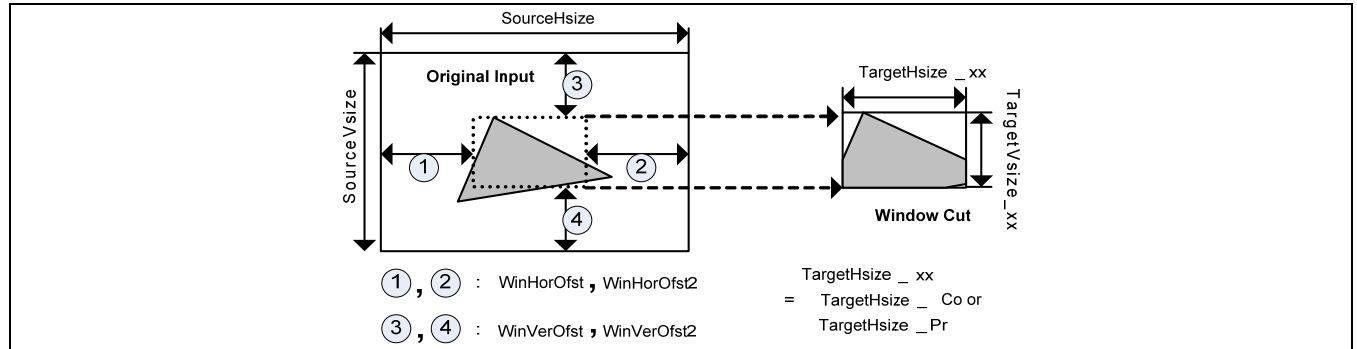 SourceHsize
Original Input
SourceVsize
3
1
2
4
TargetHsize _ xx
TargetVsize_xx
Window Cut
1 , 2 : WinHorOfst , WinHorOfst2
3 , 4 : WinVerOfst , WinVerOfst2
TargetHsize _ xx
= TargetHsize _ Co or
TargetHsize _ Pr